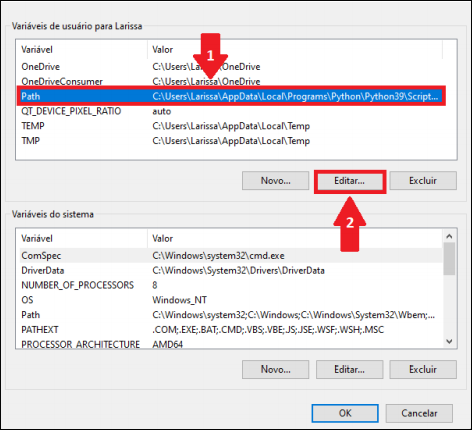 Variáveis de usuário para Larissa
Variável Valor
OneDrive C:\Users\Larissa\OneDrive
OneDriveConsumer C:\Users\Larissa\OneDrive
Path C:\Users\Larissa\AppData\Local\Programs\Python\Python39\Script...
QT_DEVICE_PIXEL_RATIO auto
TEMP C:\Users\Larissa\AppData\Local\Temp
TMP C:\Users\Larissa\AppData\Local\Temp
1
Novo... Editar... Excluir
2
Variáveis do sistema
Variável Valor
ComSpec C:\Windows\system32\cmd.exe
DriverData C:\Windows\System32\Drivers\DriverData
NUMBER_OF_PROCESSORS 8
OS Windows_NT
Path C:\Windows\system32;C:\Windows;C:\Windows\System32\Wbem;...
PATHEXT .COM;.EXE;.BAT;.CMD;.VBS;.VBE;.JS;.JSE;.WSF;.WSH;.MSC
PROCESSOR_ARCHITECTURE AMD64
Novo... Editar... Excluir
OK Cancelar